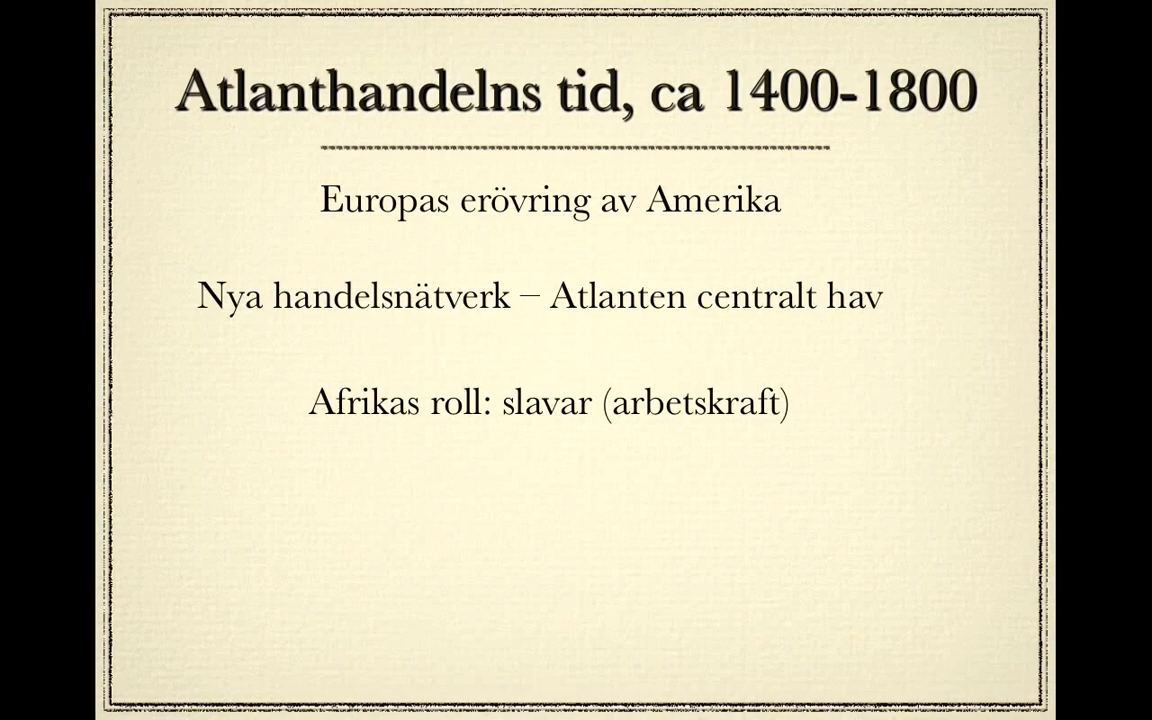 Atlanthandelns tid, ca 1400-1800
Europas erövring av Amerika
Nya handelsnätverk – Atlanten centralt hav
Afrikas roll: slavar (arbetskraft)